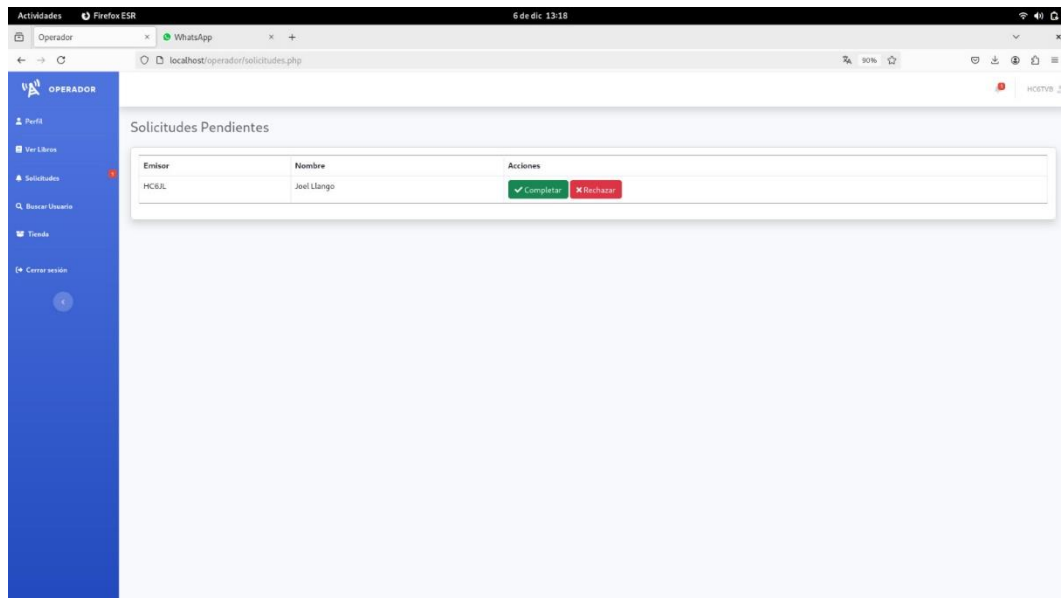 Actividades Firefox ESR 6 de dic 13:18
Operador × WhatsApp × +
localhost/operador/solicitudes.php 90%
OPERADOR
Perfil
Ver Libros
Solicitudes
Buscar Usuario
Tienda
Cerrar sesión
Solicitudes Pendientes
Emisor Nombre Acciones
HC6JL Joel Llango Completar Rechazar